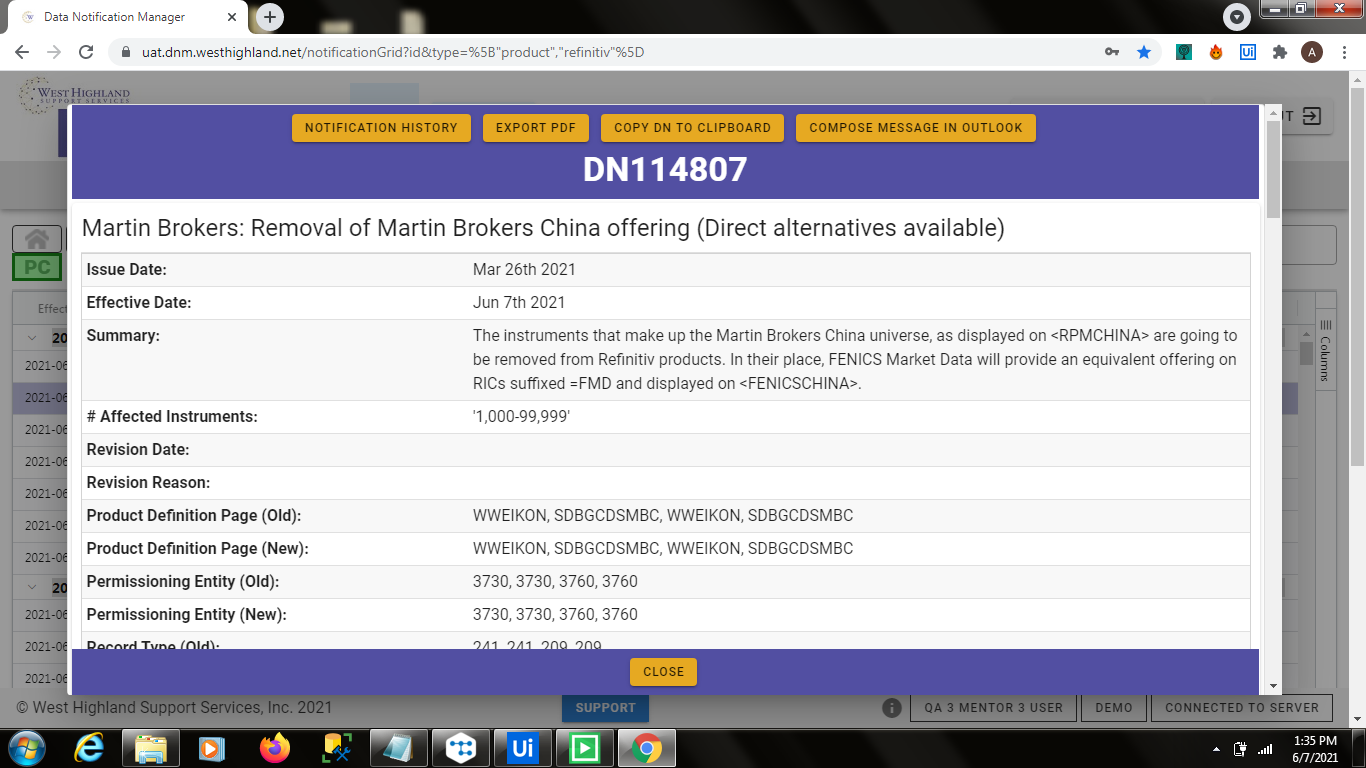 Data Notification Manager
uat.dnm.westhighland.net/notificationGrid?id&type=%5B"product","refinitiv"%5D
Ui
A
WEST HIGHLAND
SUPPORT SERVICES
NOTIFICATION HISTORY
EXPORT PDF
COPY DN TO CLIPBOARD
COMPOSE MESSAGE IN OUTLOOK
DN114807
Martin Brokers: Removal of Martin Brokers China offering (Direct alternatives available)
PC
Issue Date: Mar 26th 2021
Effective Date: Jun 7th 2021
Summary: The instruments that make up the Martin Brokers China universe, as displayed on <RPMCHINA> are going to
be removed from Refinitiv products. In their place, FENICS Market Data will provide an equivalent offering on
RICs suffixed =FMD and displayed on <FENICSCHINA>.
# Affected Instruments: '1,000-99,999'
Revision Date:
Revision Reason:
Product Definition Page (Old): WWEIKON, SDBGCDSMBC, WWEIKON, SDBGCDSMBC
Product Definition Page (New): WWEIKON, SDBGCDSMBC, WWEIKON, SDBGCDSMBC
Permissioning Entity (Old): 3730, 3730, 3760, 3760
Permissioning Entity (New): 3730, 3730, 3760, 3760
Record Type (Old): 241, 241, 209, 209
Effect
20
2021-06
2021-06
2021-06
2021-06
2021-06
2021-06
2021-06
20
2021-06
2021-06
2021-06
Columns
CLOSE
© West Highland Support Services, Inc. 2021
SUPPORT
QA 3 MENTOR 3 USER
DEMO
CONNECTED TO SERVER
Ui
1:35 PM
6/7/2021